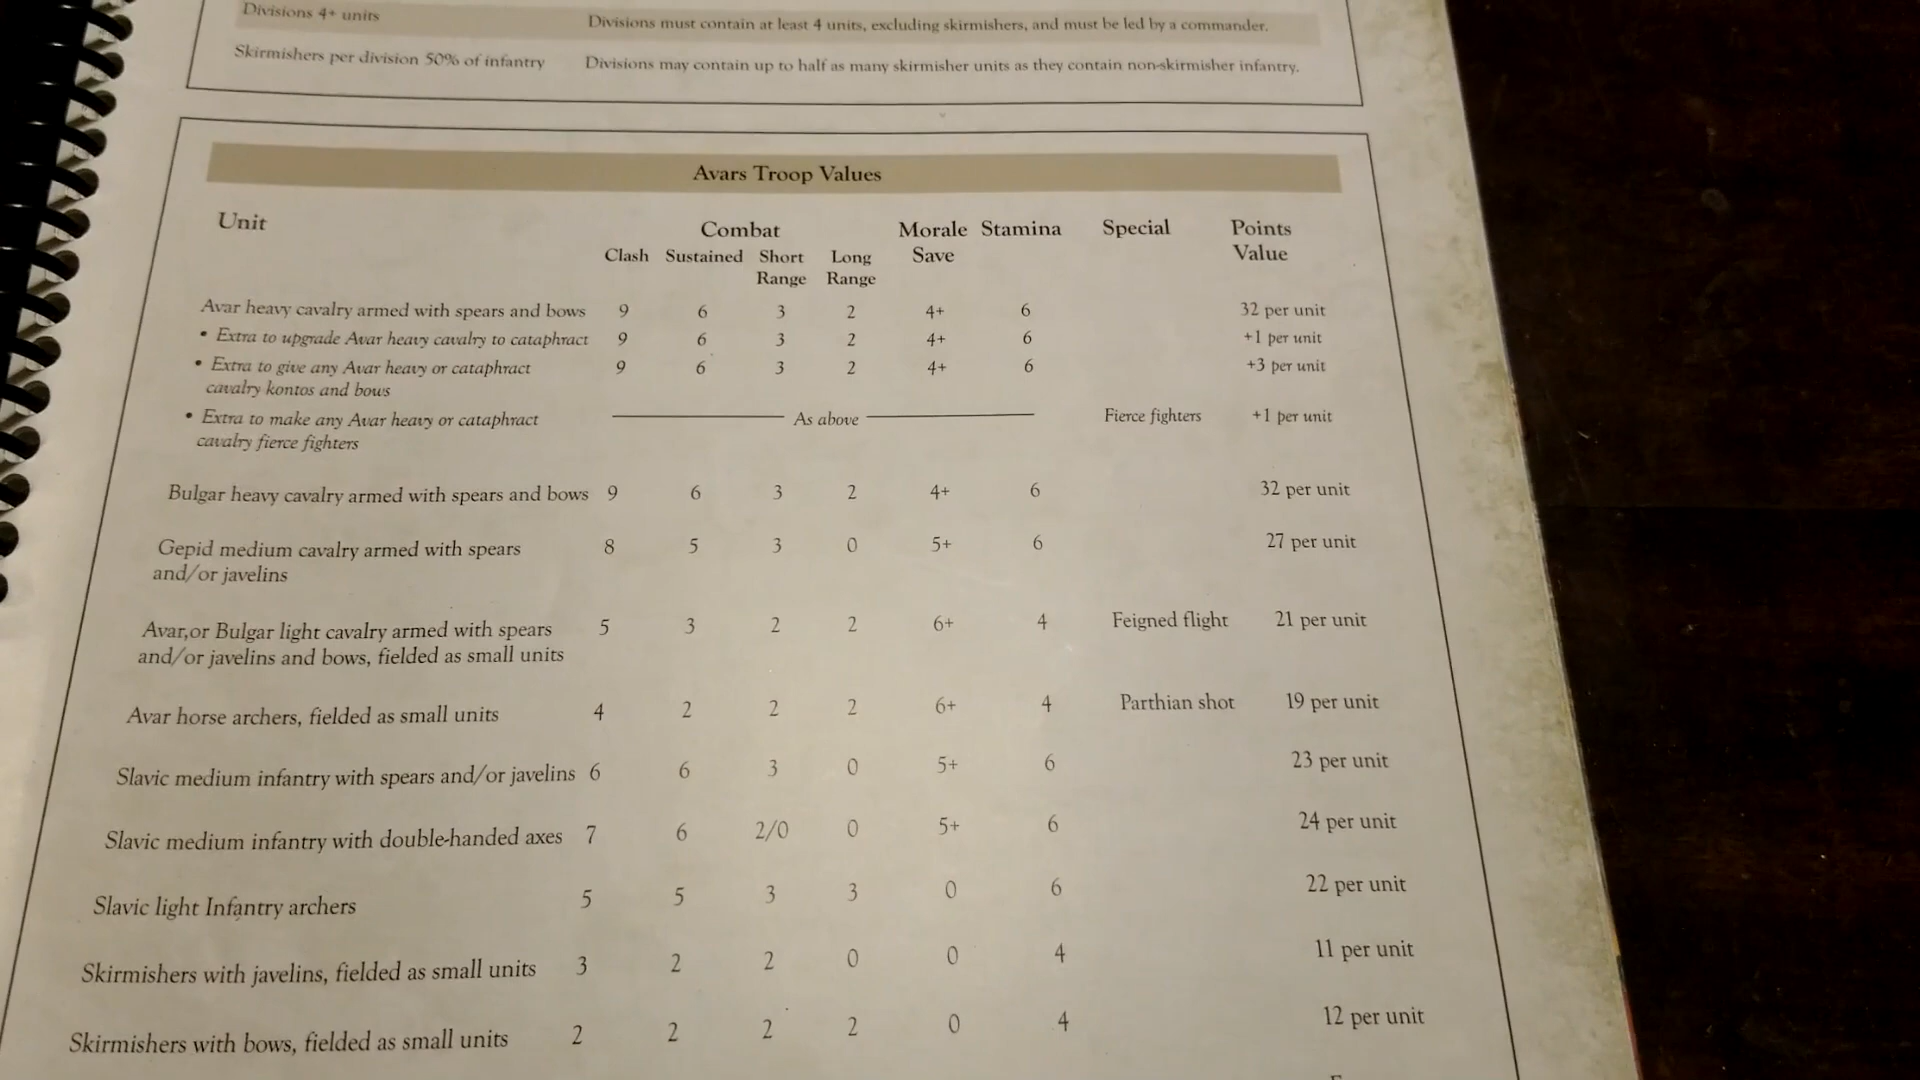 Divisions 4+ units Divisions must contain at least 4 units, excluding skirmishers, and must be led by a commander.
Skirmishers per division 50% of infantry Divisions may contain up to half as many skirmisher units as they contain non-skirmisher infantry.
Avars Troop Values
Unit Combat Morale Stamina Special Points
Clash Sustained Short Long Save Value
Range Range
Avar heavy cavalry armed with spears and bows 9 6 3 2 4+ 6 32 per unit
• Extra to upgrade Avar heavy cavalry to cataphract 9 6 3 2 4+ 6 +1 per unit
• Extra to give any Avar heavy or cataphract 9 6 3 2 4+ 6 +3 per unit
cavalry kontos and bows
• Extra to make any Avar heavy or cataphract As above Fierce fighters +1 per unit
cavalry fierce fighters
Bulgar heavy cavalry armed with spears and bows 9 6 3 2 4+ 6 32 per unit
Gepid medium cavalry armed with spears 8 5 3 0 5+ 6 27 per unit
and/or javelins
Avar,or Bulgar light cavalry armed with spears 5 3 2 2 6+ 4 Feigned flight 21 per unit
and/or javelins and bows, fielded as small units
Avar horse archers, fielded as small units 4 2 2 2 6+ 4 Parthian shot 19 per unit
Slavic medium infantry with spears and/or javelins 6 6 3 0 5+ 6 23 per unit
Slavic medium infantry with double-handed axes 7 6 2/0 0 5+ 6 24 per unit
Slavic light Infantry archers 5 5 3 3 0 6 22 per unit
Skirmishers with javelins, fielded as small units 3 2 2 0 0 4 11 per unit
Skirmishers with bows, fielded as small units 2 2 2 2 0 4 12 per unit